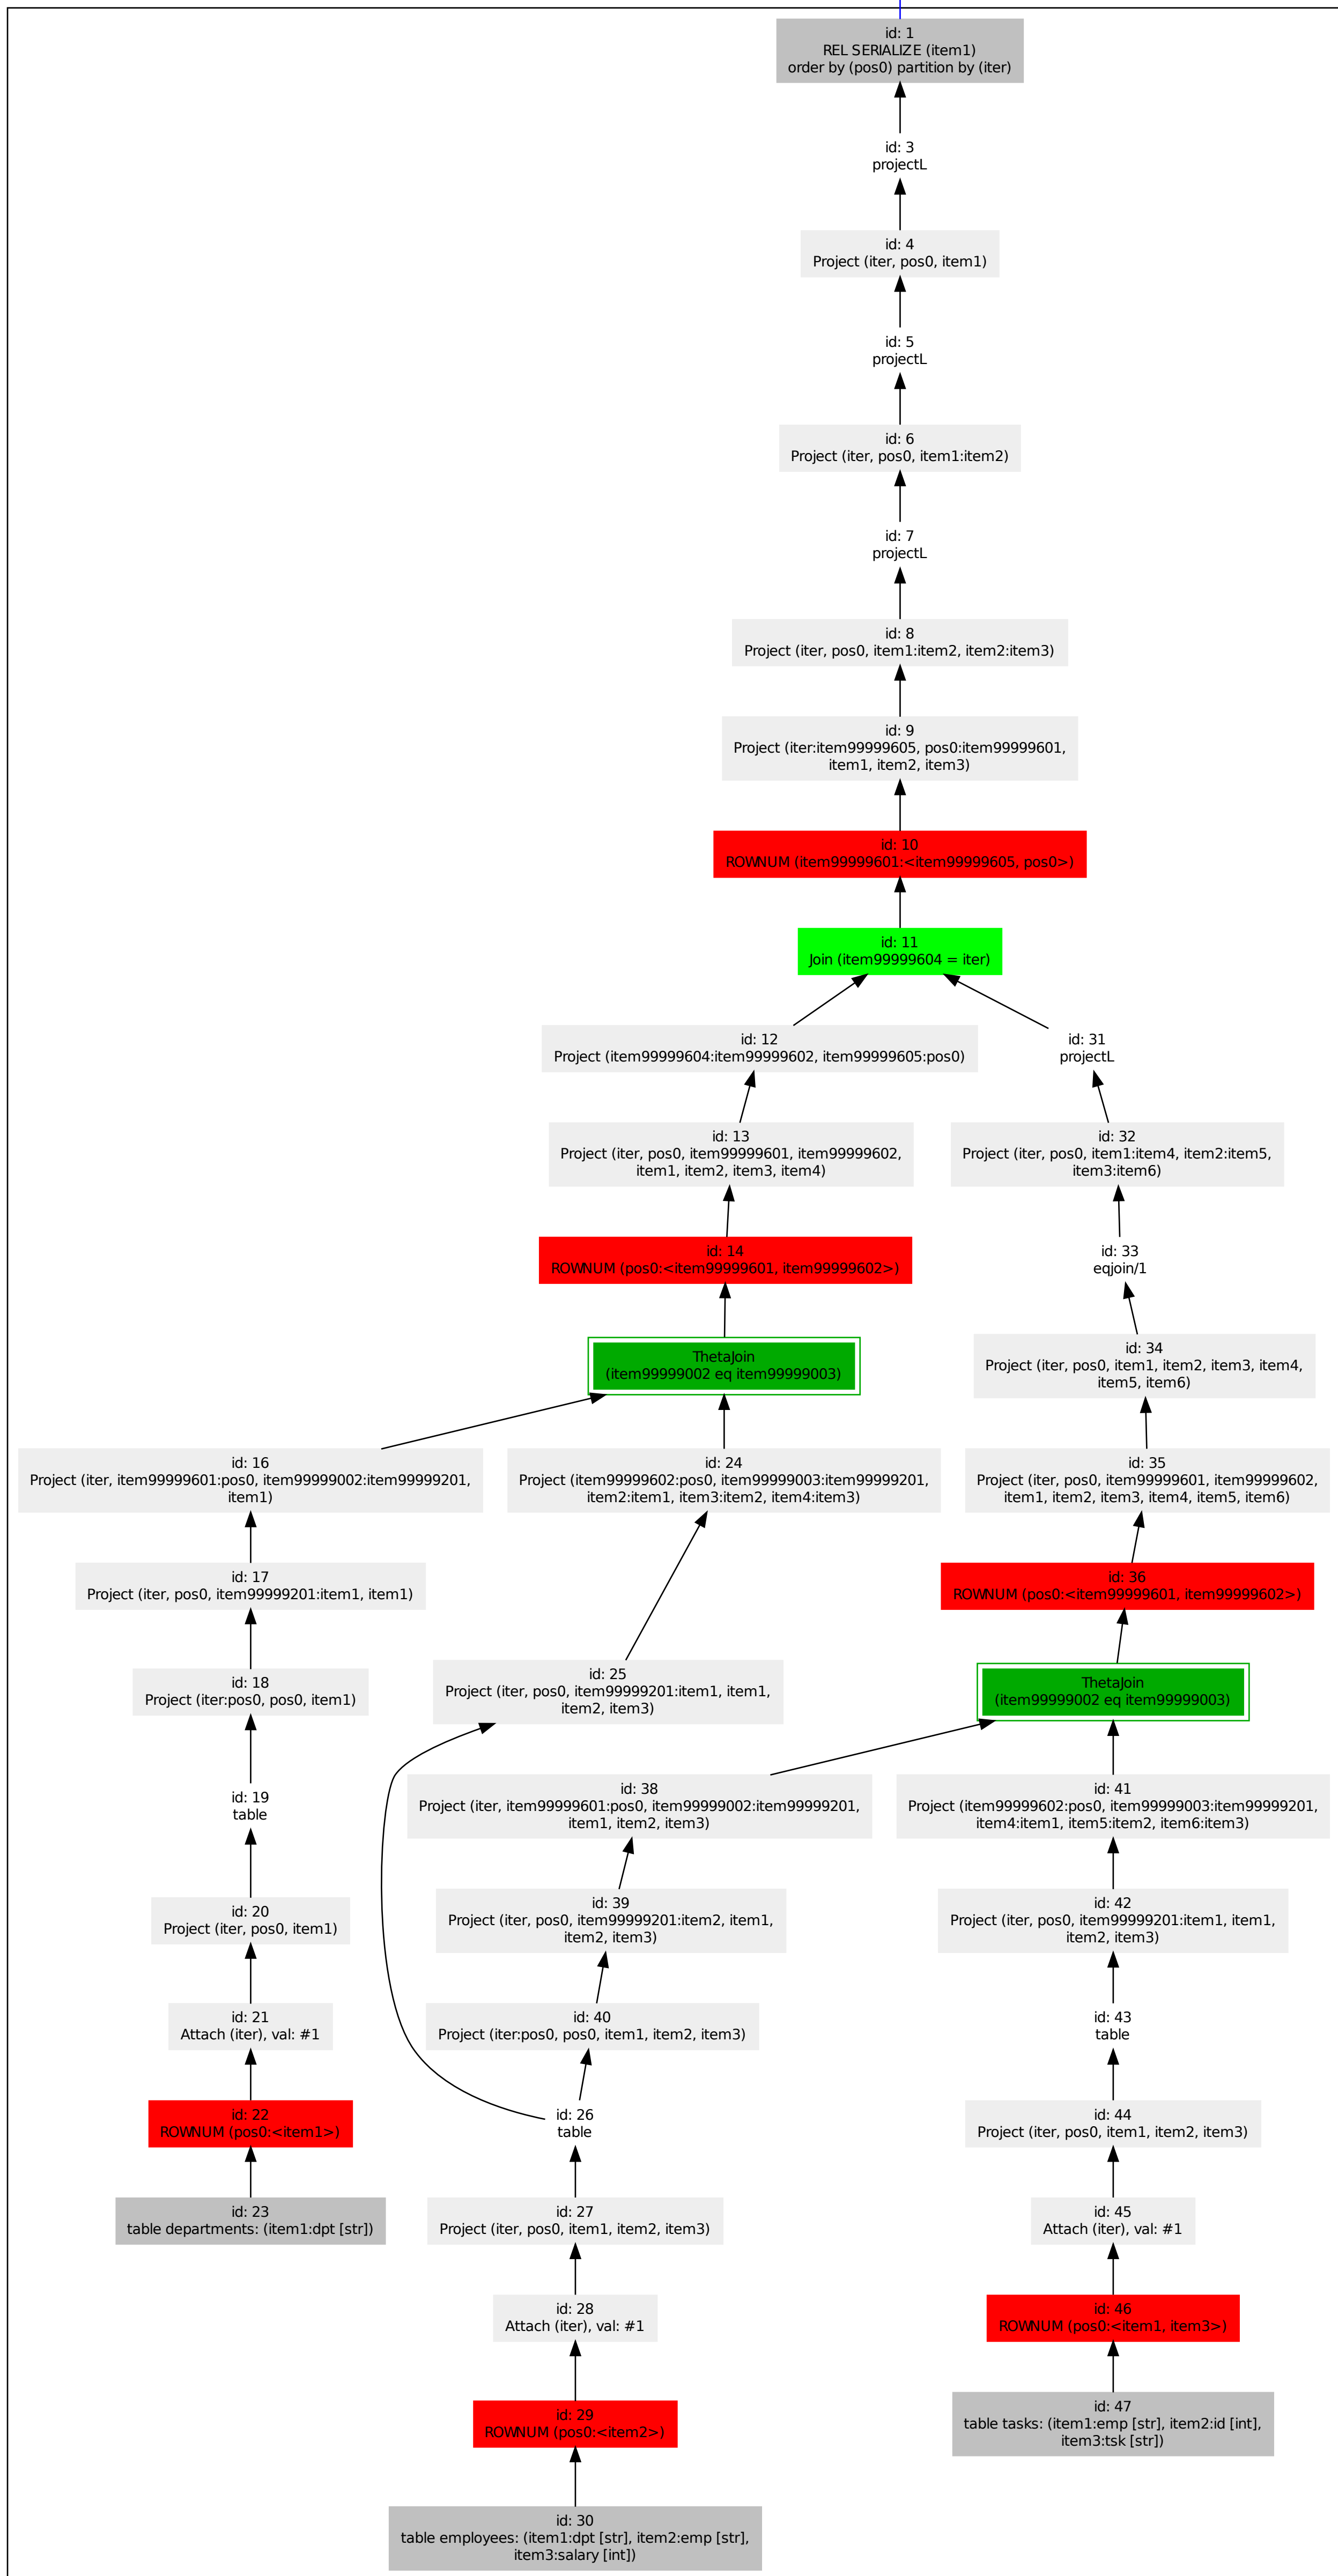 id: 1
REL SERIALIZE (item1)
order by (pos0) partition by (iter)
id: 3
projectL
id: 4
Project (iter, pos0, item1)
id: 5
projectL
id: 6
Project (iter, pos0, item1:item2)
id: 7
projectL
id: 8
Project (iter, pos0, item1:item2, item2:item3)
id: 9
Project (iter:item99999605, pos0:item99999601,
item1, item2, item3)
id: 10
ROWNUM (item99999601:<item99999605, pos0>)
id: 11
Join (item99999604 = iter)
id: 12
Project (item99999604:item99999602, item99999605:pos0)
id: 31
projectL
id: 13
Project (iter, pos0, item99999601, item99999602,
item1, item2, item3, item4)
id: 32
Project (iter, pos0, item1:item4, item2:item5,
item3:item6)
id: 14
ROWNUM (pos0:<item99999601, item99999602>)
id: 33
eqjoin/1
ThetaJoin
(item99999002 eq item99999003)
id: 34
Project (iter, pos0, item1, item2, item3, item4,
item5, item6)
id: 16
Project (iter, item99999601:pos0, item99999002:item99999201,
item1)
id: 24
Project (item99999602:pos0, item99999003:item99999201,
item2:item1, item3:item2, item4:item3)
id: 35
Project (iter, pos0, item99999601, item99999602,
item1, item2, item3, item4, item5, item6)
id: 17
Project (iter, pos0, item99999201:item1, item1)
id: 36
ROWNUM (pos0:<item99999601, item99999602>)
id: 18
Project (iter:pos0, pos0, item1)
id: 25
Project (iter, pos0, item99999201:item1, item1,
item2, item3)
ThetaJoin
(item99999002 eq item99999003)
id: 19
table
id: 38
Project (iter, item99999601:pos0, item99999002:item99999201,
item1, item2, item3)
id: 41
Project (item99999602:pos0, item99999003:item99999201,
item4:item1, item5:item2, item6:item3)
id: 20
Project (iter, pos0, item1)
id: 39
Project (iter, pos0, item99999201:item2, item1,
item2, item3)
id: 42
Project (iter, pos0, item99999201:item1, item1,
item2, item3)
id: 21
Attach (iter), val: #1
id: 40
Project (iter:pos0, pos0, item1, item2, item3)
id: 43
table
id: 22
ROWNUM (pos0:<item1>)
id: 26
table
id: 44
Project (iter, pos0, item1, item2, item3)
id: 23
table departments: (item1:dpt [str])
id: 27
Project (iter, pos0, item1, item2, item3)
id: 45
Attach (iter), val: #1
id: 28
Attach (iter), val: #1
id: 46
ROWNUM (pos0:<item1, item3>)
id: 29
ROWNUM (pos0:<item2>)
id: 47
table tasks: (item1:emp [str], item2:id [int],
item3:tsk [str])
id: 30
table employees: (item1:dpt [str], item2:emp [str],
item3:salary [int])